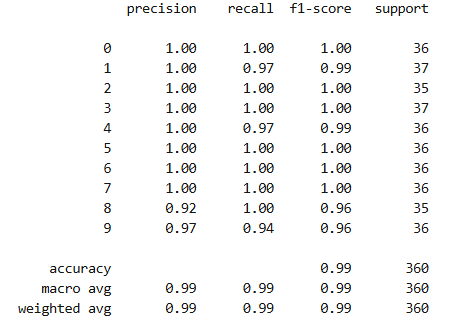 precision recall f1-score support
0 1.00 1.00 1.00 36
1 1.00 0.97 0.99 37
2 1.00 1.00 1.00 35
3 1.00 1.00 1.00 37
4 1.00 0.97 0.99 36
5 1.00 1.00 1.00 36
6 1.00 1.00 1.00 36
7 1.00 1.00 1.00 36
8 0.92 1.00 0.96 35
9 0.97 0.94 0.96 36
accuracy 0.99 360
macro avg 0.99 0.99 0.99 360
weighted avg 0.99 0.99 0.99 360